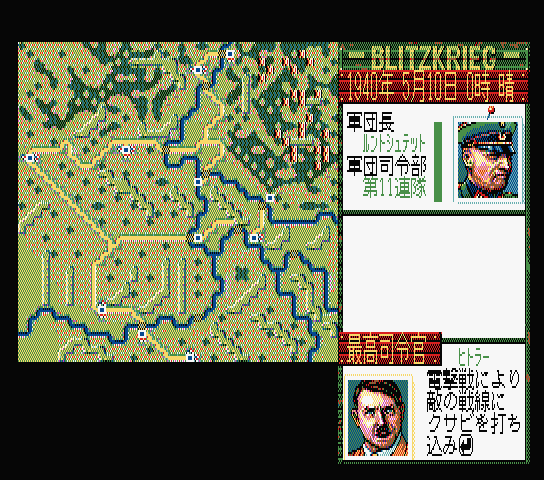 BLITZKRIEG
1940年 5月10日 08時 晴
軍団長
ルントシュテット
軍団司令部
第11連隊
最高司令官
ヒトラー
電撃戦により
敵の戦線に
クサビを打ち
込み